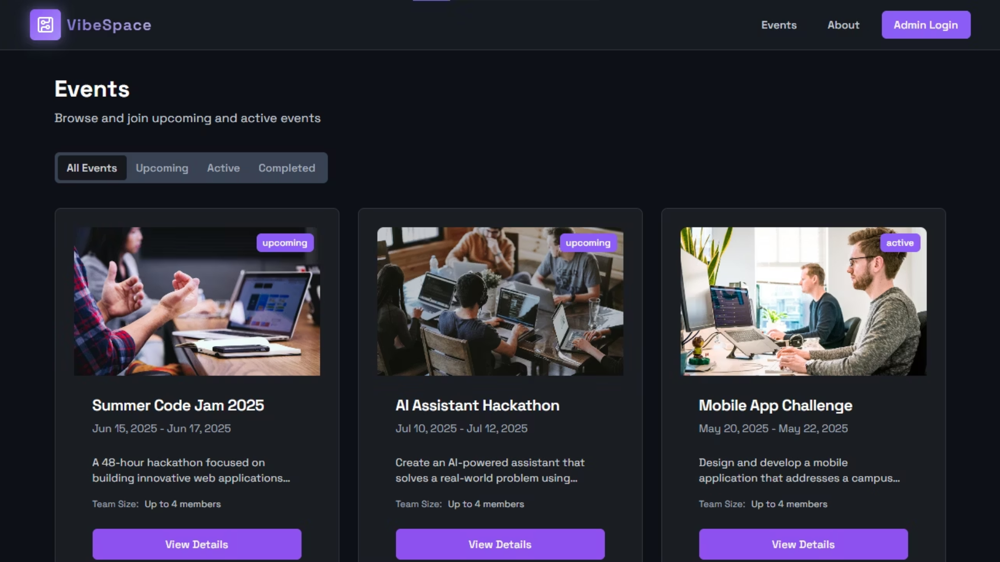 VibeSpace
Events
About
Admin Login
Events
Browse and join upcoming and active events
All Events
Upcoming
Active
Completed
upcoming
upcoming
active
Summer Code Jam 2025
Jun 15, 2025 - Jun 17, 2025
A 48-hour hackathon focused on
building innovative web applications...
Team Size: Up to 4 members
View Details
AI Assistant Hackathon
Jul 10, 2025 - Jul 12, 2025
Create an AI-powered assistant that
solves a real-world problem using...
Team Size: Up to 4 members
View Details
Mobile App Challenge
May 20, 2025 - May 22, 2025
Design and develop a mobile
application that addresses a campus...
Team Size: Up to 4 members
View Details